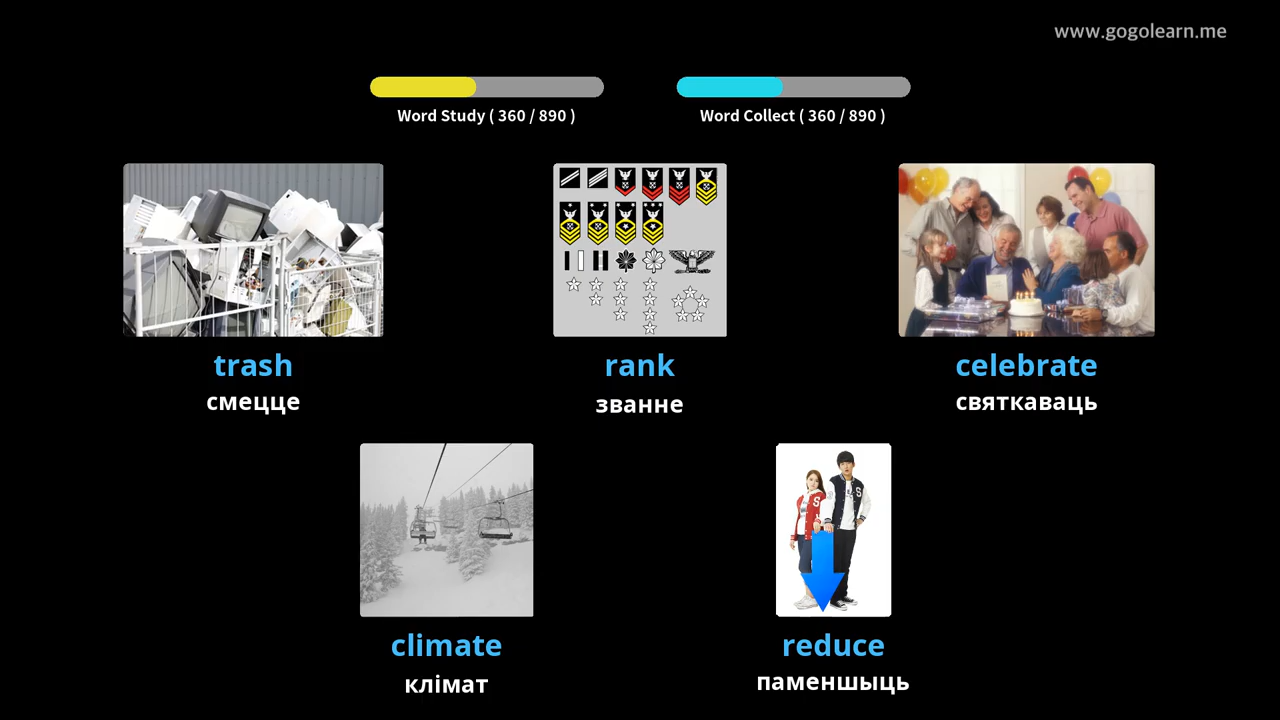 www.gogolearn.me
Word Study ( 360 / 890 )
Word Collect ( 360 / 890 )
trash
смецце
rank
званне
celebrate
святкаваць
climate
клімат
reduce
паменшыць